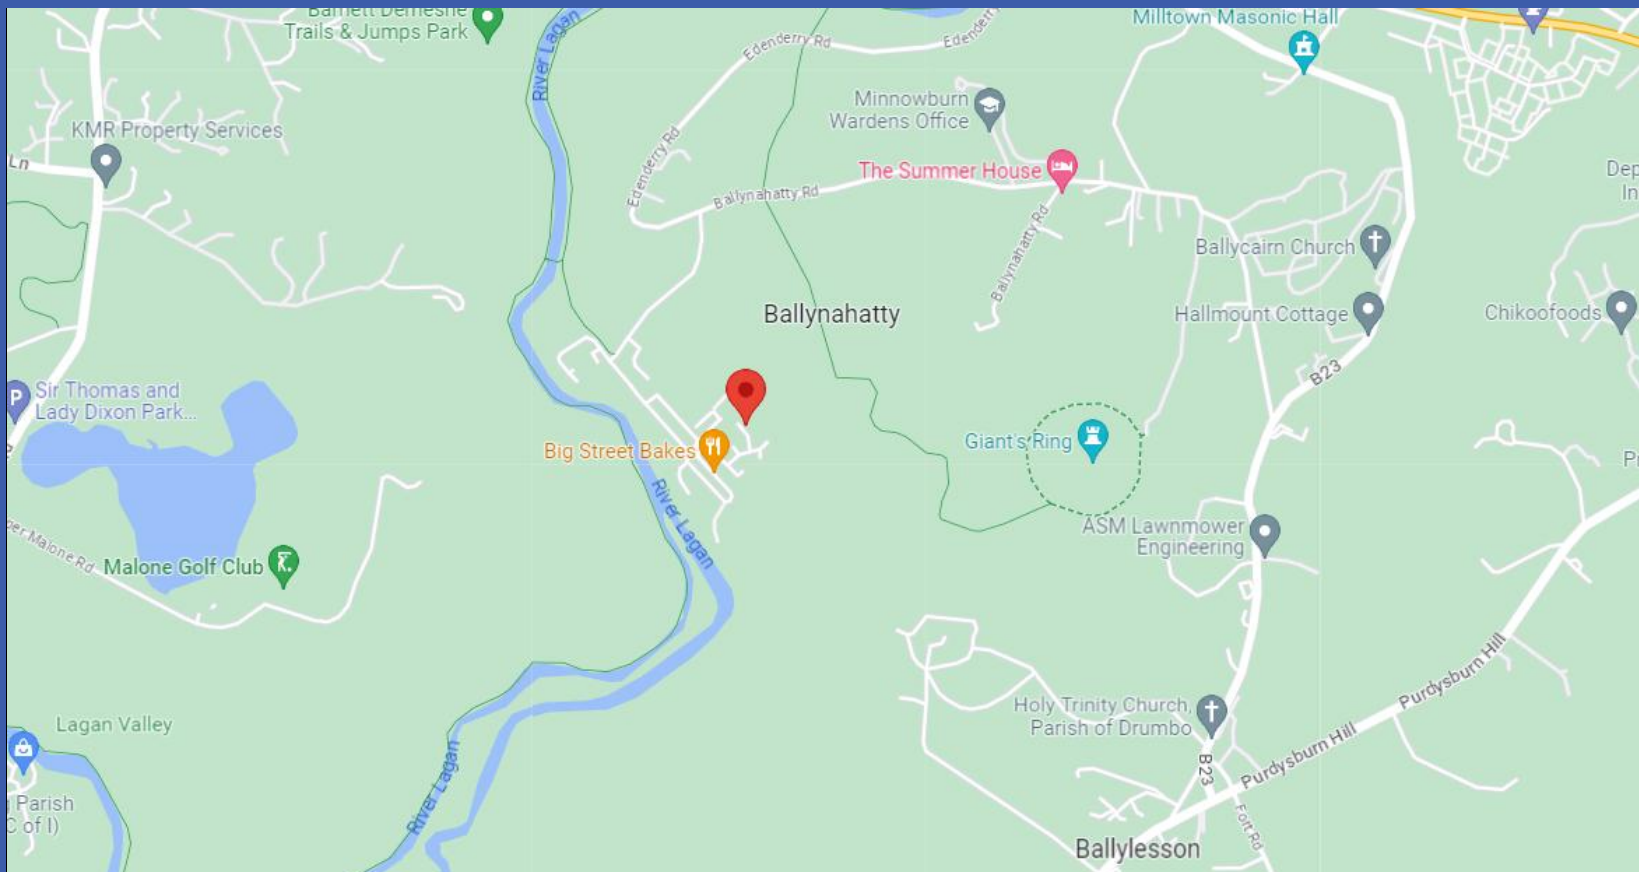 Barnett Demesne
Trails & Jumps Park
River Lagan
Edenderry Rd
Milltown Masonic Hall
KMR Property Services
Minnowburn
Wardens Office
Ln
Edenderry Rd
The Summer House
Ballynahatty Rd
Ballynahatty Rd
Ballycairn Church
Ballynahatty
Hallmount Cottage
Chikoofoods
B23
P
Sir Thomas and
Lady Dixon Park...
Giant's Ring
Big Street Bakes
River Lagan
ASM Lawnmower
Engineering
Malone Rd
Malone Golf Club
Purdysburn Hill
Holy Trinity Church,
Parish of Drumbo
Lagan Valley
Purdysburn Hill
B23
River Lagan
Parish
C of I)
Fort Rd
Ballylesson